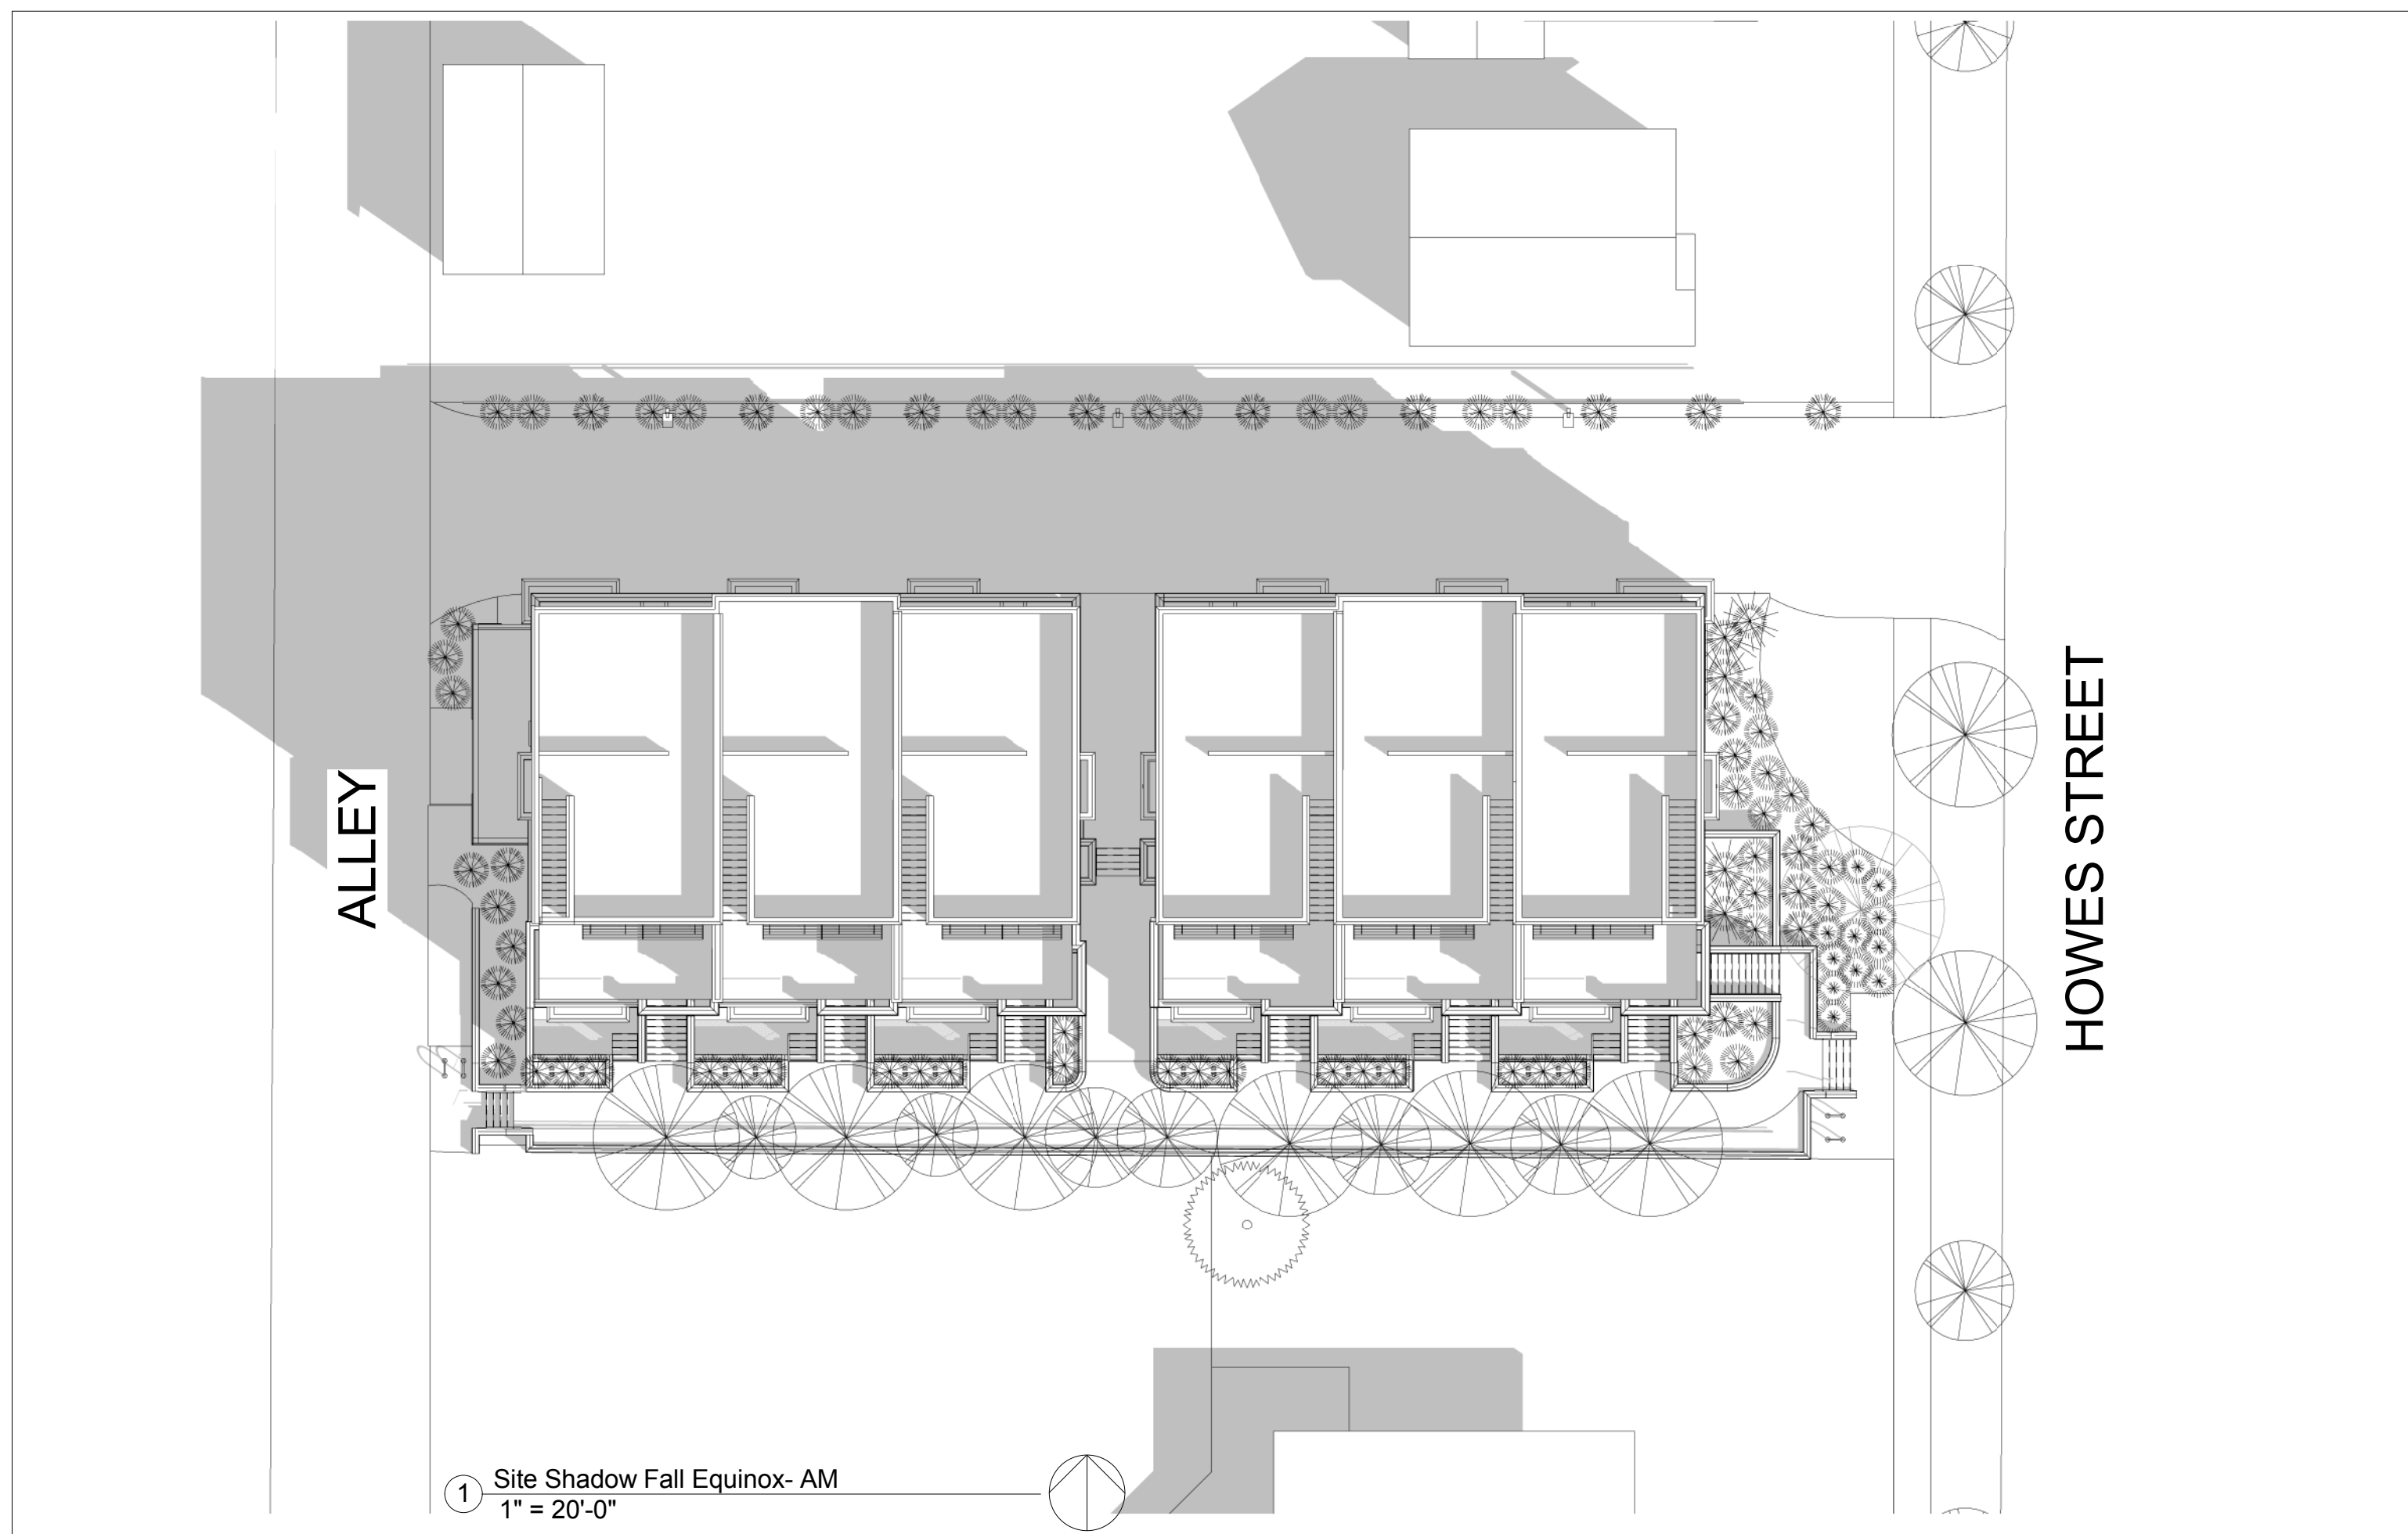 ALLEY
HOWES STREET
1
Site Shadow Fall Equinox- AM
1" = 20'-0"